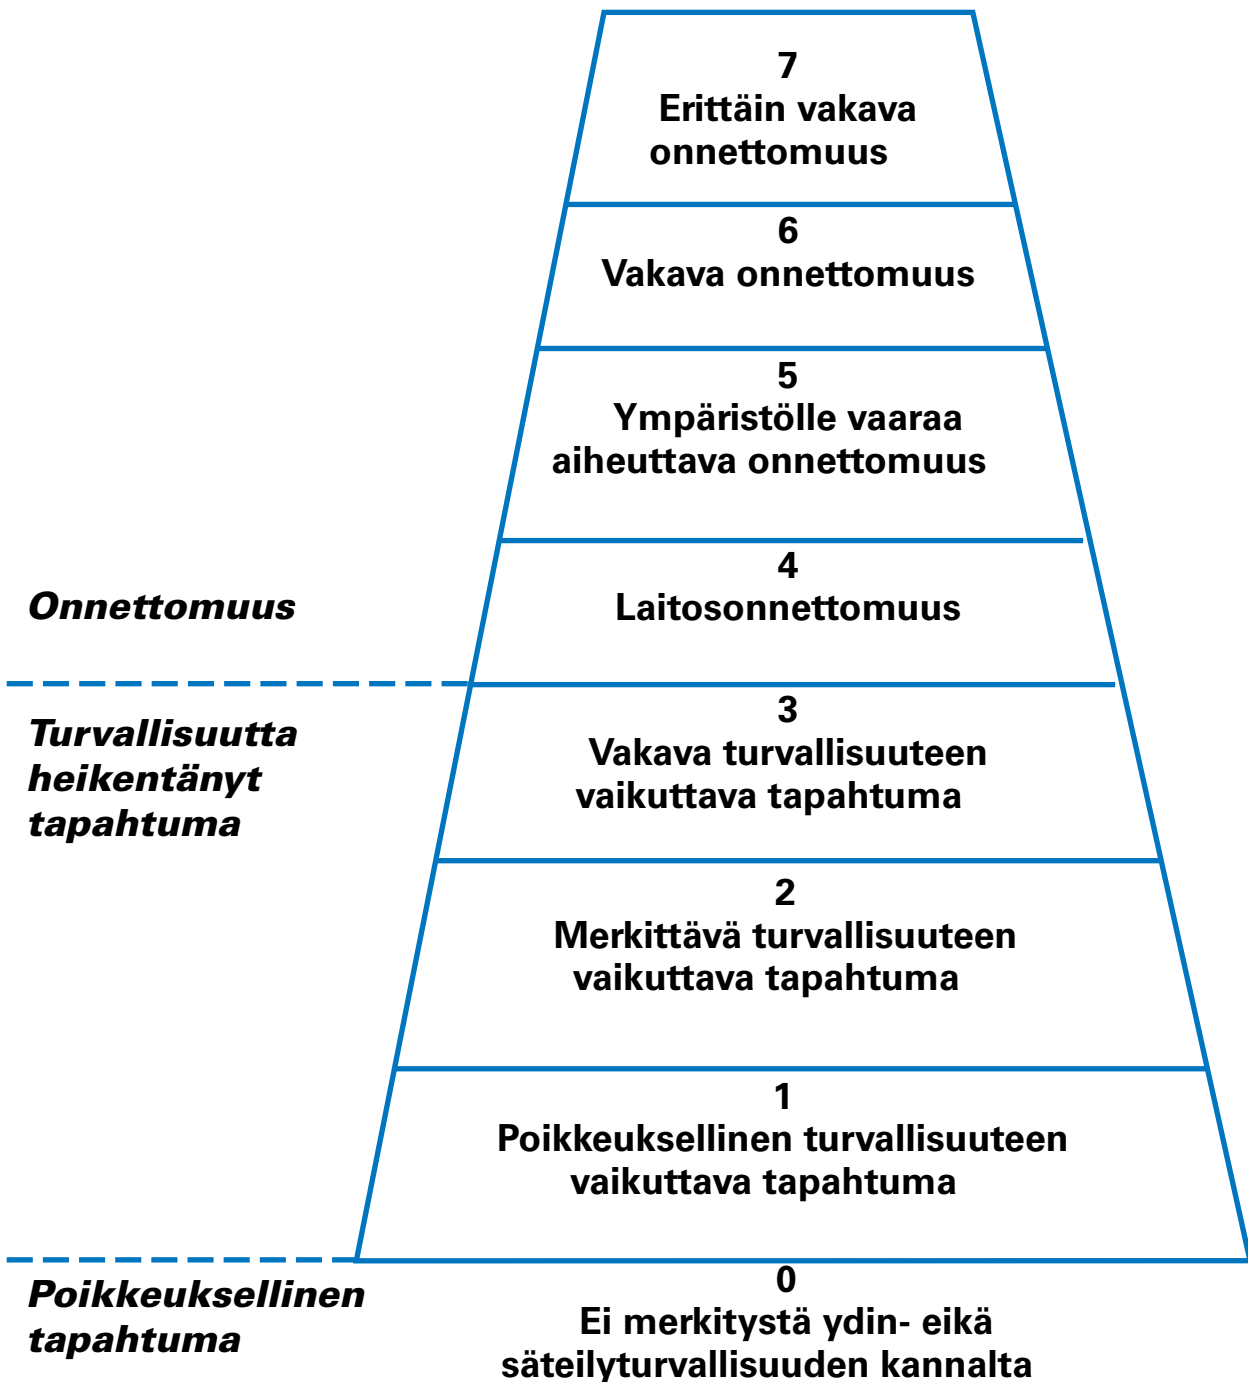 7
Erittäin vakava
onnettomuus
6
Vakava onnettomuus
5
Ympäristölle vaaraa
aiheuttava onnettomuus
Onnettomuus
4
Laitosonnettomuus
Turvallisuutta
heikentänyt
tapahtuma
3
Vakava turvallisuuteen
vaikuttava tapahtuma
2
Merkittävä turvallisuuteen
vaikuttava tapahtuma
1
Poikkeuksellinen turvallisuuteen
vaikuttava tapahtuma
Poikkeuksellinen
tapahtuma
0
Ei merkitystä ydin- eikä
säteilyturvallisuuden kannalta